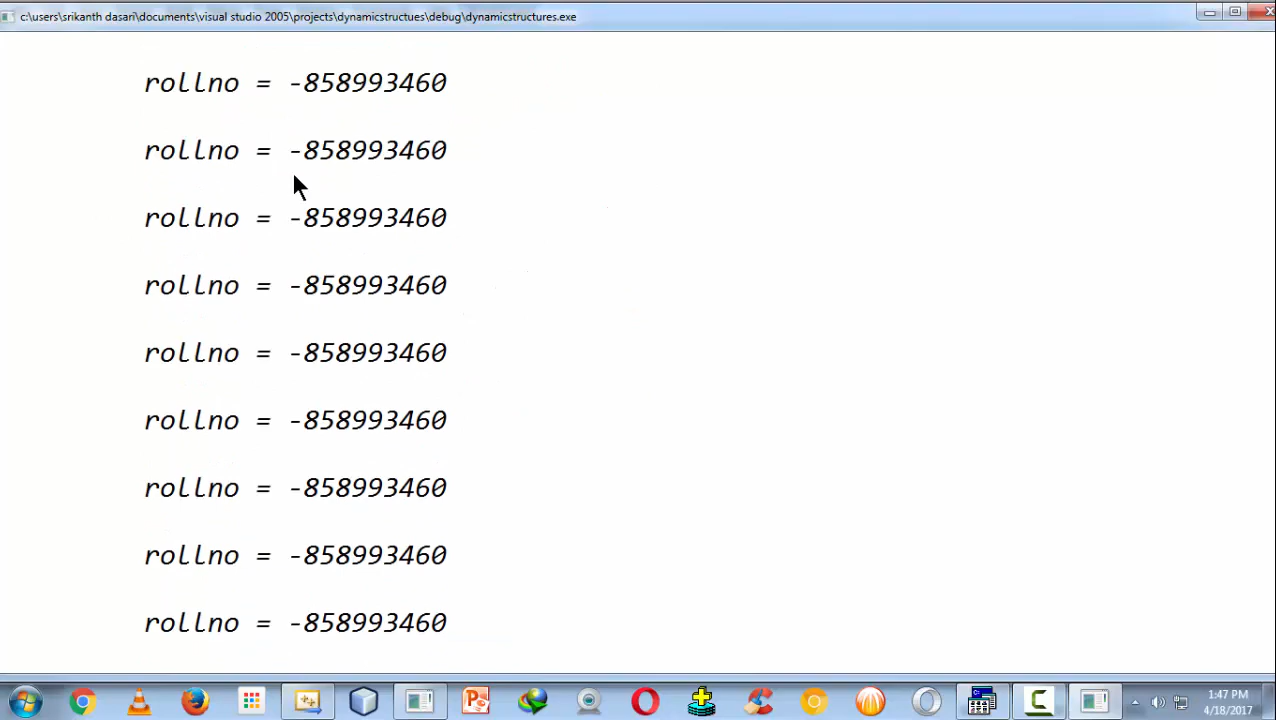 c:\users\srikanth dasari\documents\visual studio 2005\projects\dynamicstructues\debug\dynamicstructures.exe
rollno = -858993460
rollno = -858993460
rollno = -858993460
rollno = -858993460
rollno = -858993460
rollno = -858993460
rollno = -858993460
rollno = -858993460
rollno = -858993460
1:47 PM
4/18/2017